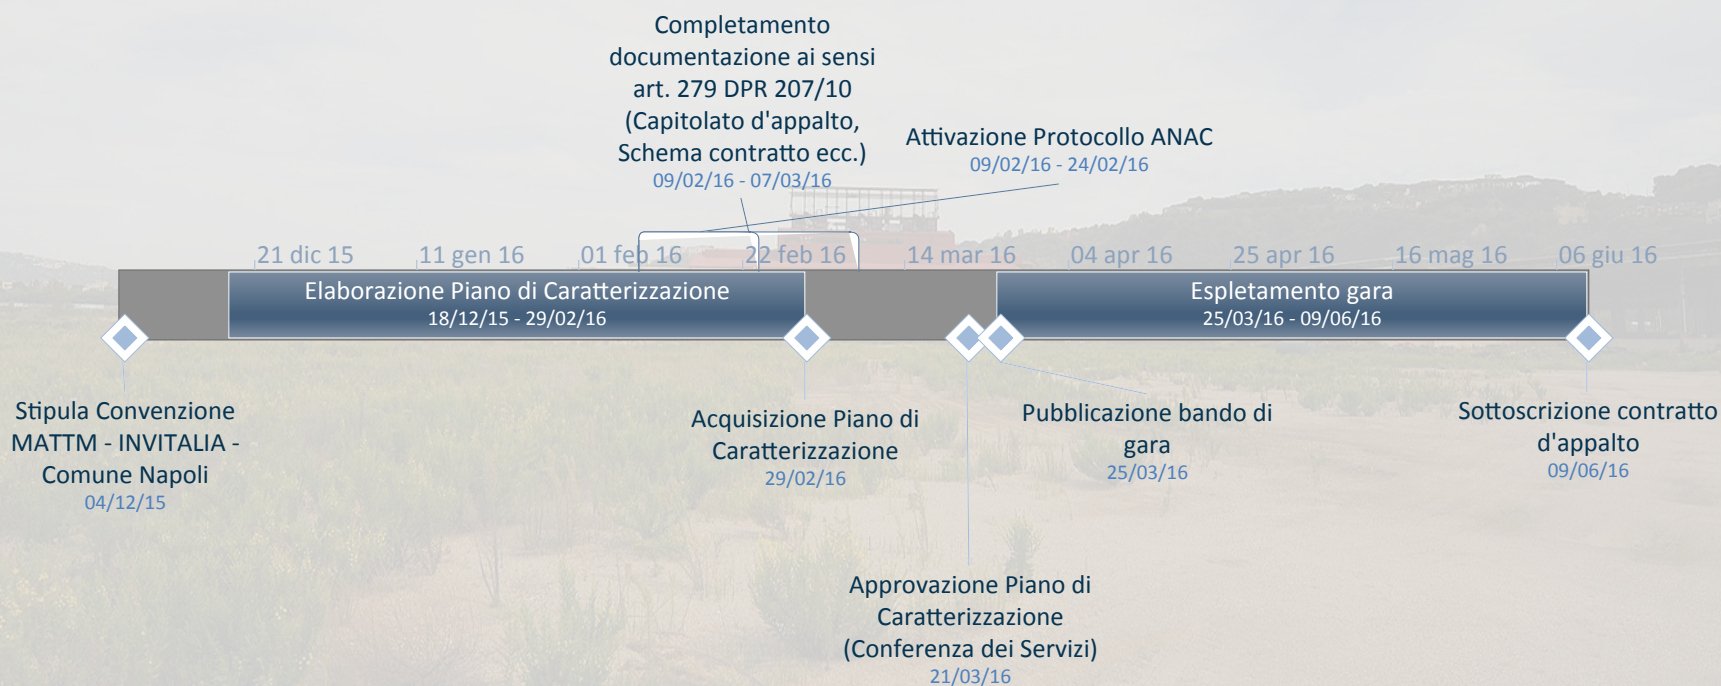 Completamento
documentazione ai sensi
art. 279 DPR 207/10
(Capitolato d'appalto,
Schema contratto ecc.)
09/02/16 - 07/03/16
Attivazione Protocollo ANAC
09/02/16 - 24/02/16
21 dic 15
11 gen 16
01 feb 16
22 feb 16
14 mar 16
04 apr 16
25 apr 16
16 mag 16
06 giu 16
Elaborazione Piano di Caratterizzazione
18/12/15 - 29/02/16
Espletamento gara
25/03/16 - 09/06/16
Stipula Convenzione
MATTM - INVITALIA -
Comune Napoli
04/12/15
Acquisizione Piano di
Caratterizzazione
29/02/16
Pubblicazione bando di
gara
25/03/16
Sottoscrizione contratto
d'appalto
09/06/16
Approvazione Piano di
Caratterizzazione
(Conferenza dei Servizi)
21/03/16